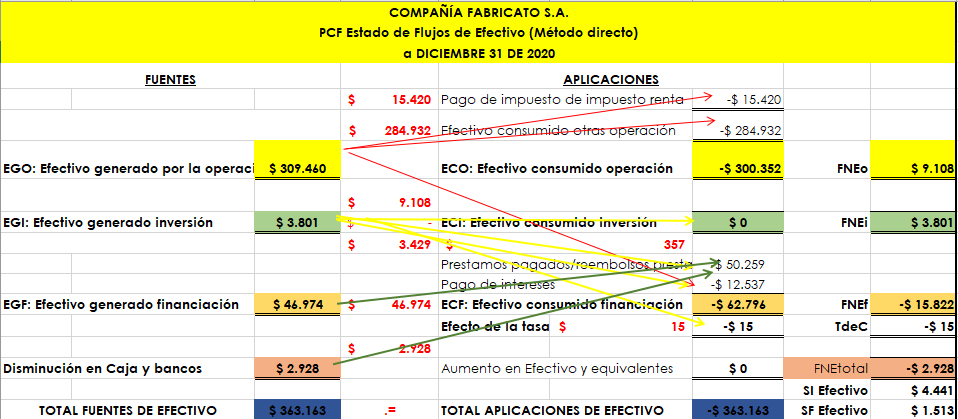 COMPAÑÍA FABRICATO S.A.
PCF Estado de Flujos de Efectivo (Método directo)
a DICIEMBRE 31 DE 2020
FUENTES APLICACIONES
$ 15.420 Pago de impuesto de impuesto renta -$ 15.420
$ 284.932 Efectivo consumido otras operación -$ 284.932
EGO: Efectivo generado por la operaci $ 309.460 ECO: Efectivo consumido operación -$ 300.352 FNEo $ 9.108
$ 9.108
EGI: Efectivo generado inversión $ 3.801 $ - ECI: Efectivo consumido inversión $ 0 FNEi $ 3.801
$ 3.429 $ 357
Prestamos pagados/reembolsos presta -$ 50.259
Pago de intereses -$ 12.537
EGF: Efectivo generado financiación $ 46.974 $ 46.974 ECF: Efectivo consumido financiación -$ 62.796 FNEf -$ 15.822
Efecto de la tasa $ 15 -$ 15 TdeC -$ 15
$ 2.928
Disminución en Caja y bancos $ 2.928 Aumento en Efectivo y equivalentes $ 0 FNEtotal -$ 2.928
SI Efectivo $ 4.441
TOTAL FUENTES DE EFECTIVO $ 363.163 .= TOTAL APLICACIONES DE EFECTIVO -$ 363.163 SF Efectivo $ 1.513